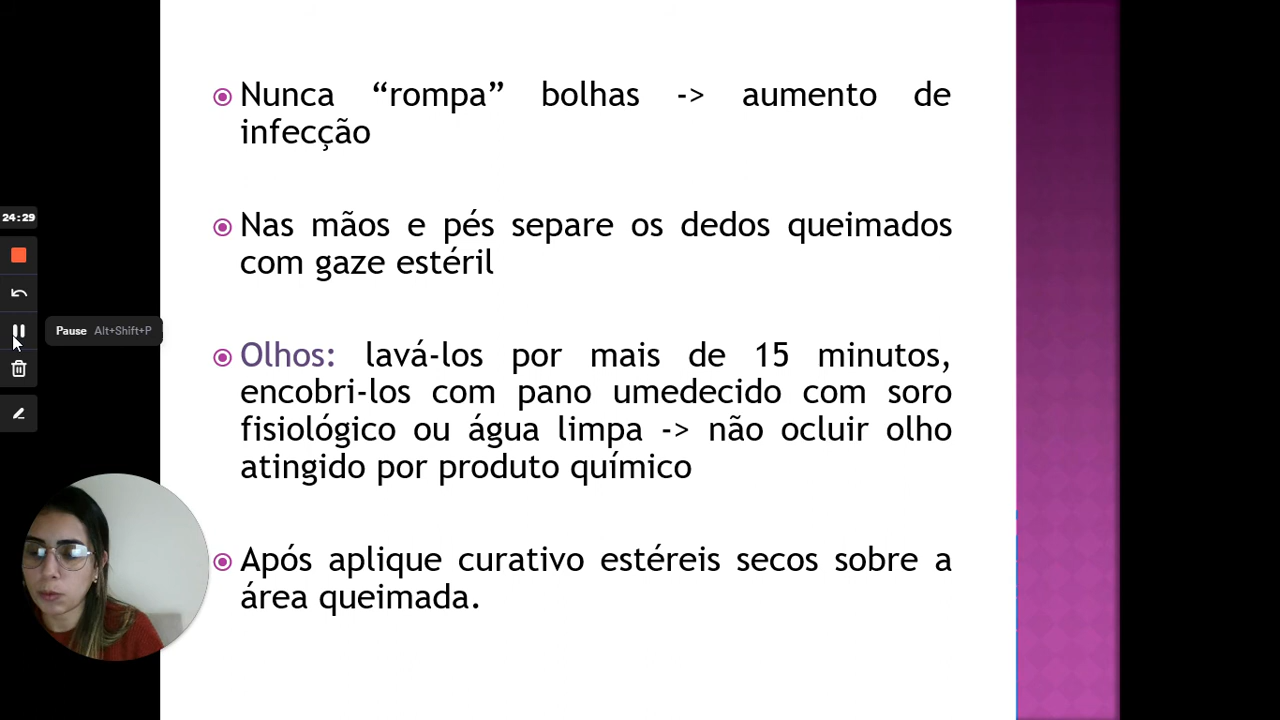 Nunca “rompa” bolhas -> aumento de
infecção
Nas mãos e pés separe os dedos queimados
com gaze estéril
Olhos: lavá-los por mais de 15 minutos,
encobri-los com pano umedecido com soro
fisiológico ou água limpa -> não ocluir olho
atingido por produto químico
Após aplique curativo estéreis secos sobre a
área queimada.
24:29
Pause Alt+Shift+P